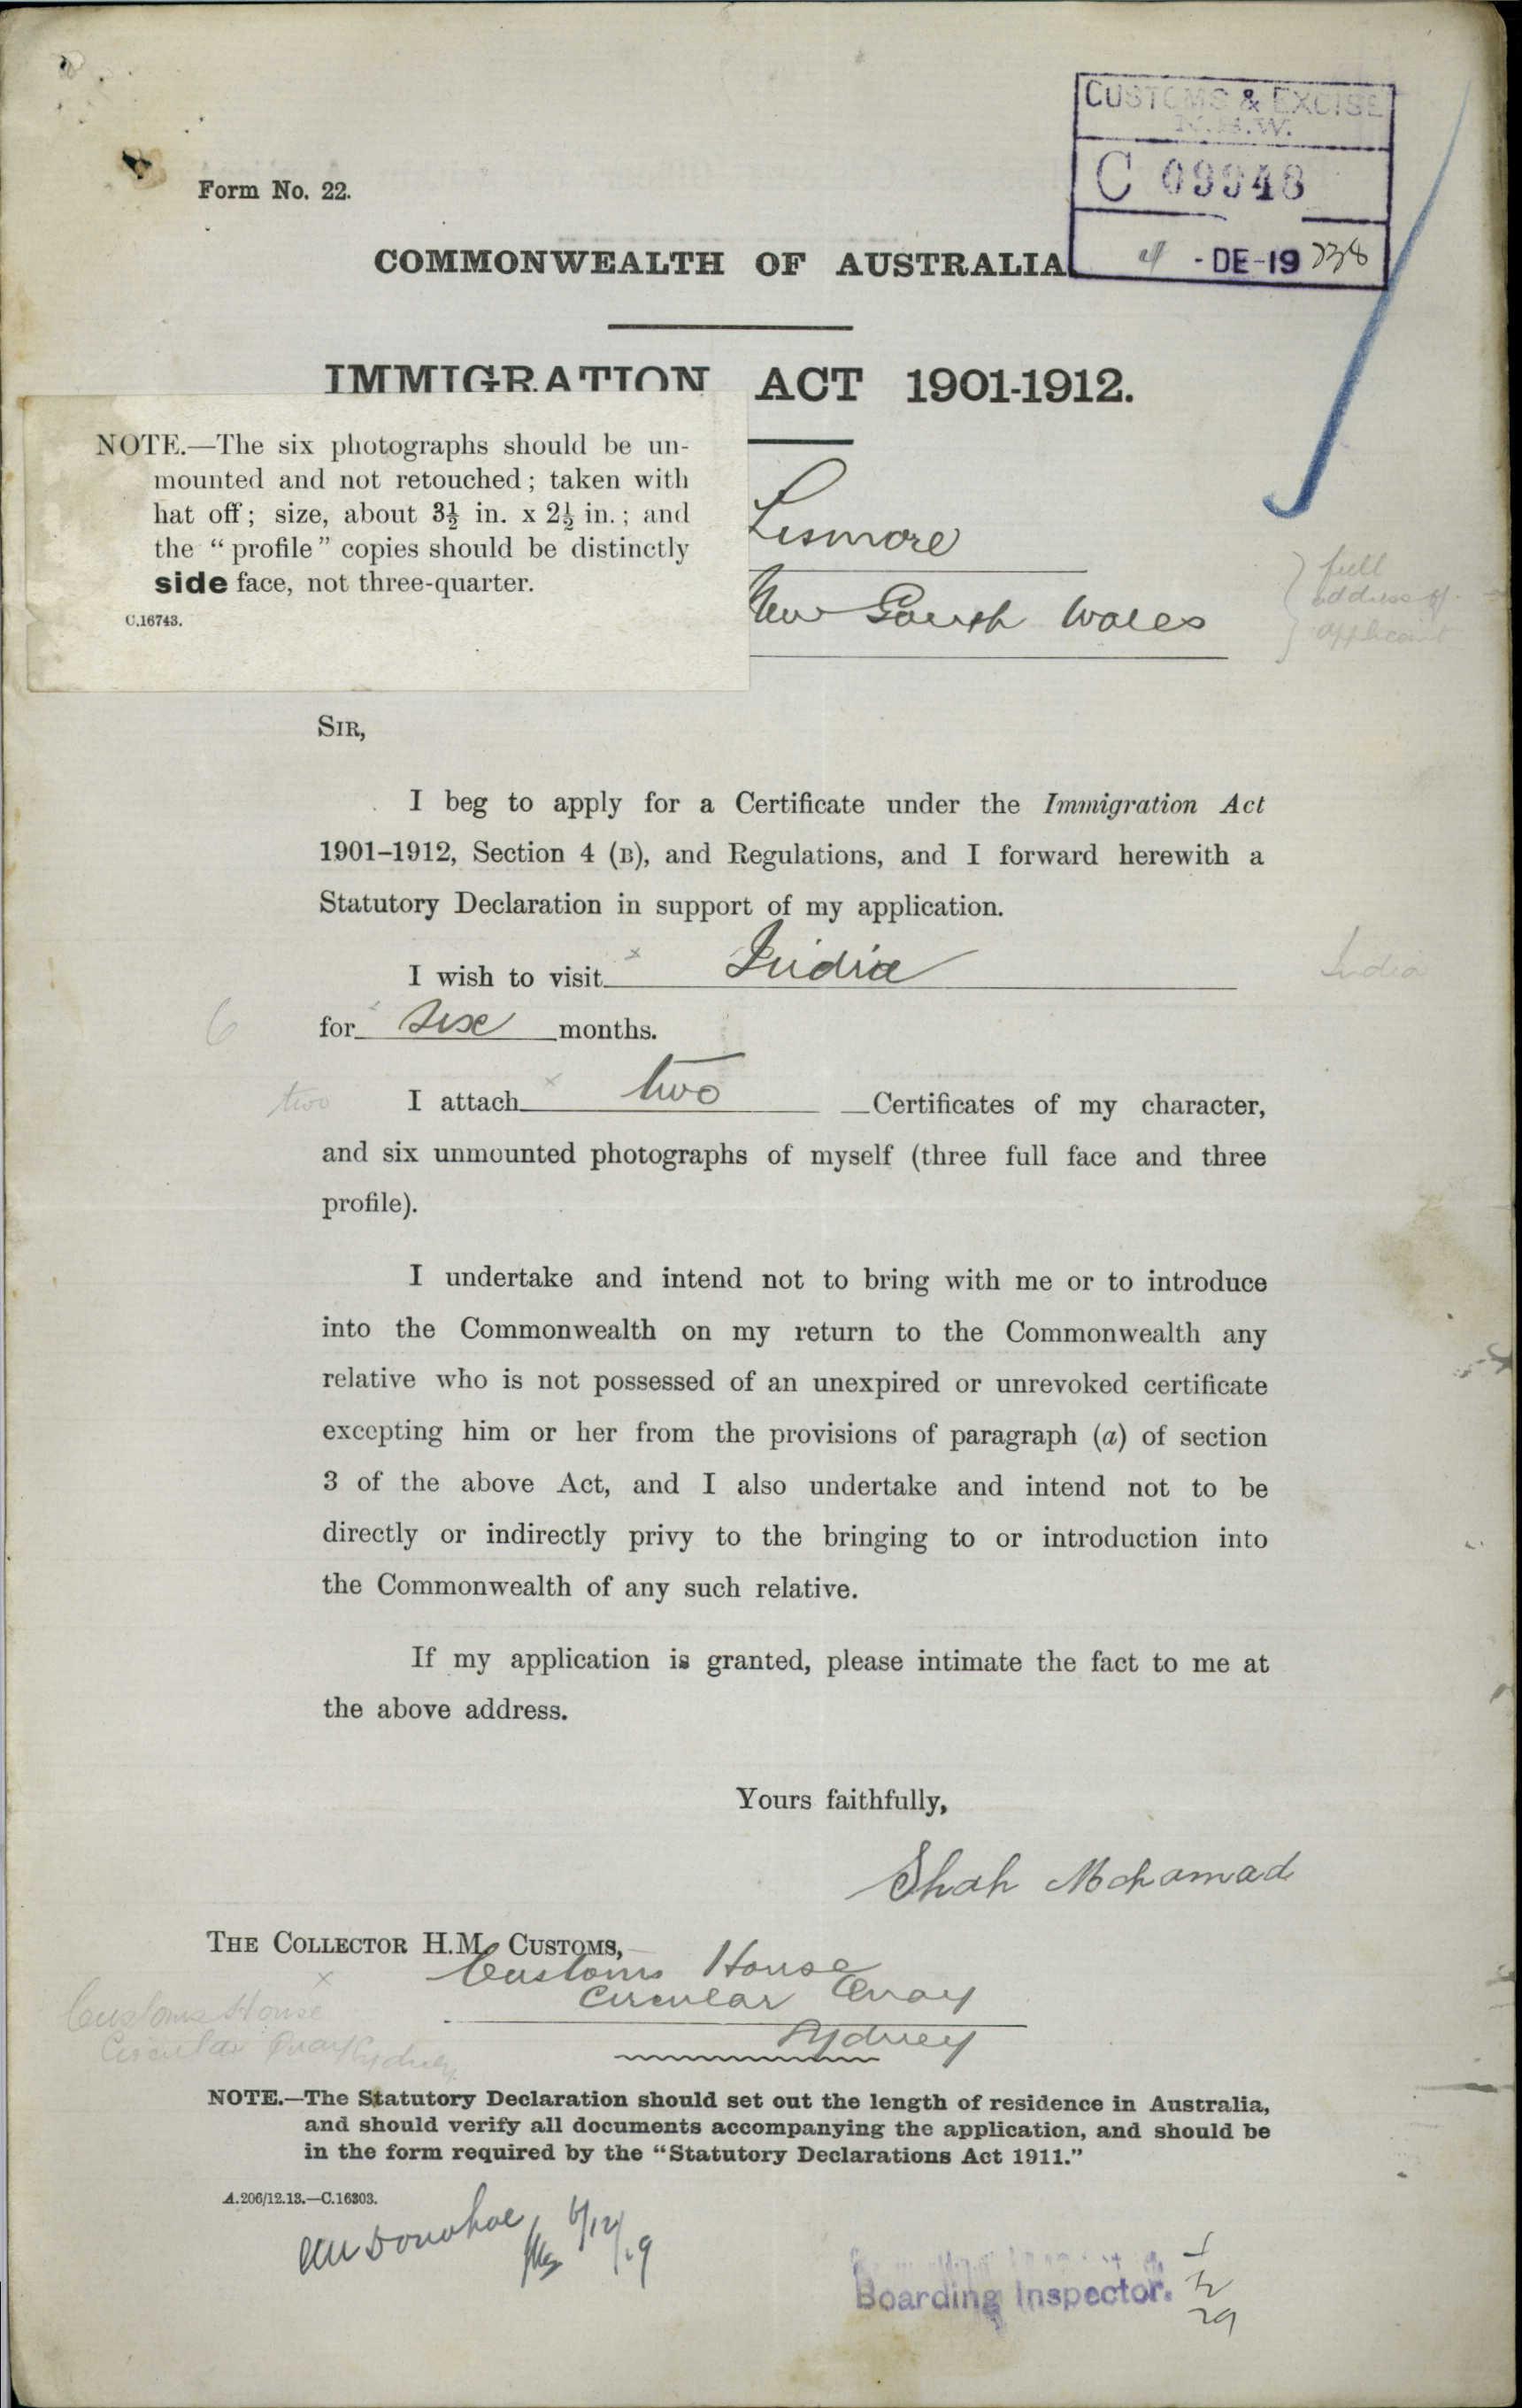 CUSTOMS & EXCISE
N.S.W.
C 09948
4 - DE-19
Form No. 22.
COMMONWEALTH OF AUSTRALIA
IMMIGRATION ACT 1901-1912.
NOTE.—The six photographs should be un-
mounted and not retouched; taken with
hat off; size, about 3½ in. x 2½ in.; and
the "profile" copies should be distinctly
side face, not three-quarter.
C.16743.
Lismore
New South Wales
full
address of
applicant
SIR,
I beg to apply for a Certificate under the Immigration Act
1901-1912, Section 4 (B), and Regulations, and I forward herewith a
Statutory Declaration in support of my application.
I wish to visit x India India
6 for six months.
two I attach x two Certificates of my character,
and six unmounted photographs of myself (three full face and three
profile).
I undertake and intend not to bring with me or to introduce
into the Commonwealth on my return to the Commonwealth any
relative who is not possessed of an unexpired or unrevoked certificate
excepting him or her from the provisions of paragraph (a) of section
3 of the above Act, and I also undertake and intend not to be
directly or indirectly privy to the bringing to or introduction into
the Commonwealth of any such relative.
If my application is granted, please intimate the fact to me at
the above address.
Yours faithfully,
Shah Mohamad
THE COLLECTOR H.M. CUSTOMS,
x Customs House
Circular Quay
Sydney
Customs House
Circular Quay Sydney
NOTE.—The Statutory Declaration should set out the length of residence in Australia,
and should verify all documents accompanying the application, and should be
in the form required by the "Statutory Declarations Act 1911."
A.206/12.13.—C.16303.
Donohoe 6/12/19
Boarding Inspector.